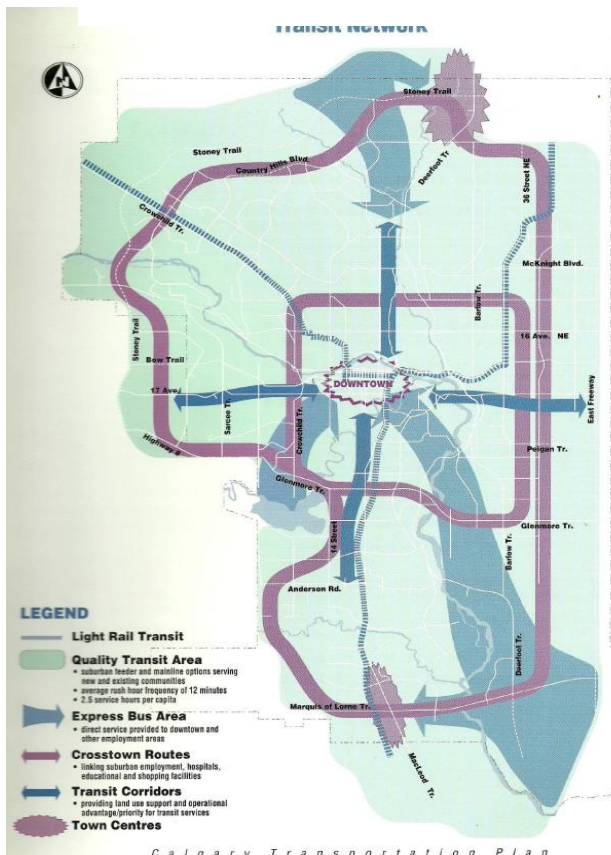 Transit Network
N
Stoney Trail
Stoney Trail
Country Hills Blvd.
Deerfoot Tr
36 Street NE
Crowchild Tr.
McKnight Blvd.
Barlow Tr.
16 Ave. NE
Stoney Trail
Bow Trail
17 Ave.
DOWNTOWN
East Freeway
Sarcee Tr.
Crowchild Tr.
Highway 8
Peigan Tr.
Glenmore Tr.
Glenmore Tr.
14 Street
Barlow Tr.
Anderson Rd.
Deerfoot Tr.
Marquis of Lorne Tr.
MacLeod Tr.
LEGEND
Light Rail Transit
Quality Transit Area
• suburban feeder and mainline options serving
new and existing communities
• average rush hour frequency of 12 minutes
• 2.5 service hours per capita
Express Bus Area
• direct service provided to downtown and
other employment areas
Crosstown Routes
• linking suburban employment, hospitals,
educational and shopping facilities
Transit Corridors
• providing land use support and operational
advantage/priority for transit services
Town Centres
Calgary Transportation Plan